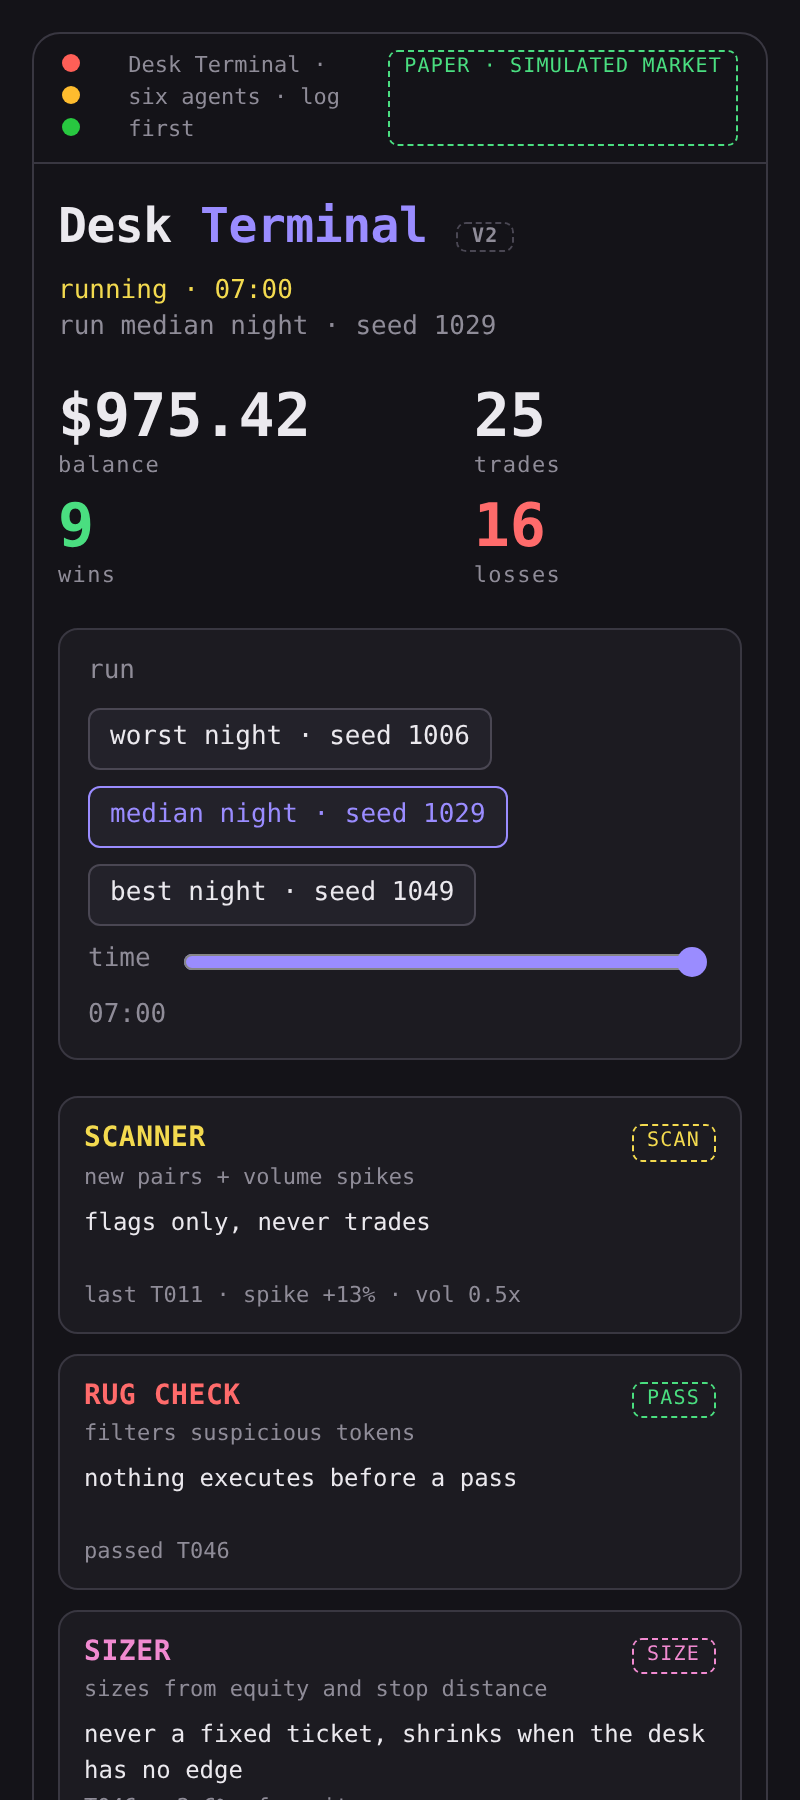 Desk Terminal ·
six agents · log
first
PAPER · SIMULATED MARKET
Desk Terminal V2
running · 07:00
run median night · seed 1029
$975.42
balance
25
trades
9
wins
16
losses
run
worst night · seed 1006
median night · seed 1029
best night · seed 1049
time
07:00
SCANNER
SCAN
new pairs + volume spikes
flags only, never trades
last T011 · spike +13% · vol 0.5x
RUG CHECK
PASS
filters suspicious tokens
nothing executes before a pass
passed T046
SIZER
SIZE
sizes from equity and stop distance
never a fixed ticket, shrinks when the desk
has no edge